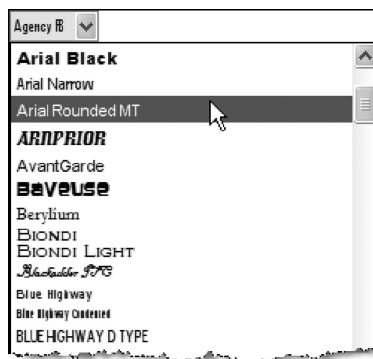 Agency FB
Arial Black
Arial Narrow
Arial Rounded MT
ARNPRIOR
AvantGarde
Baveuse
Berylium
BIONDI
BIONDI LIGHT
Blackadder ITC
Blue Highway
Blue Highway Condensed
BLUE HIGHWAY D TYPE